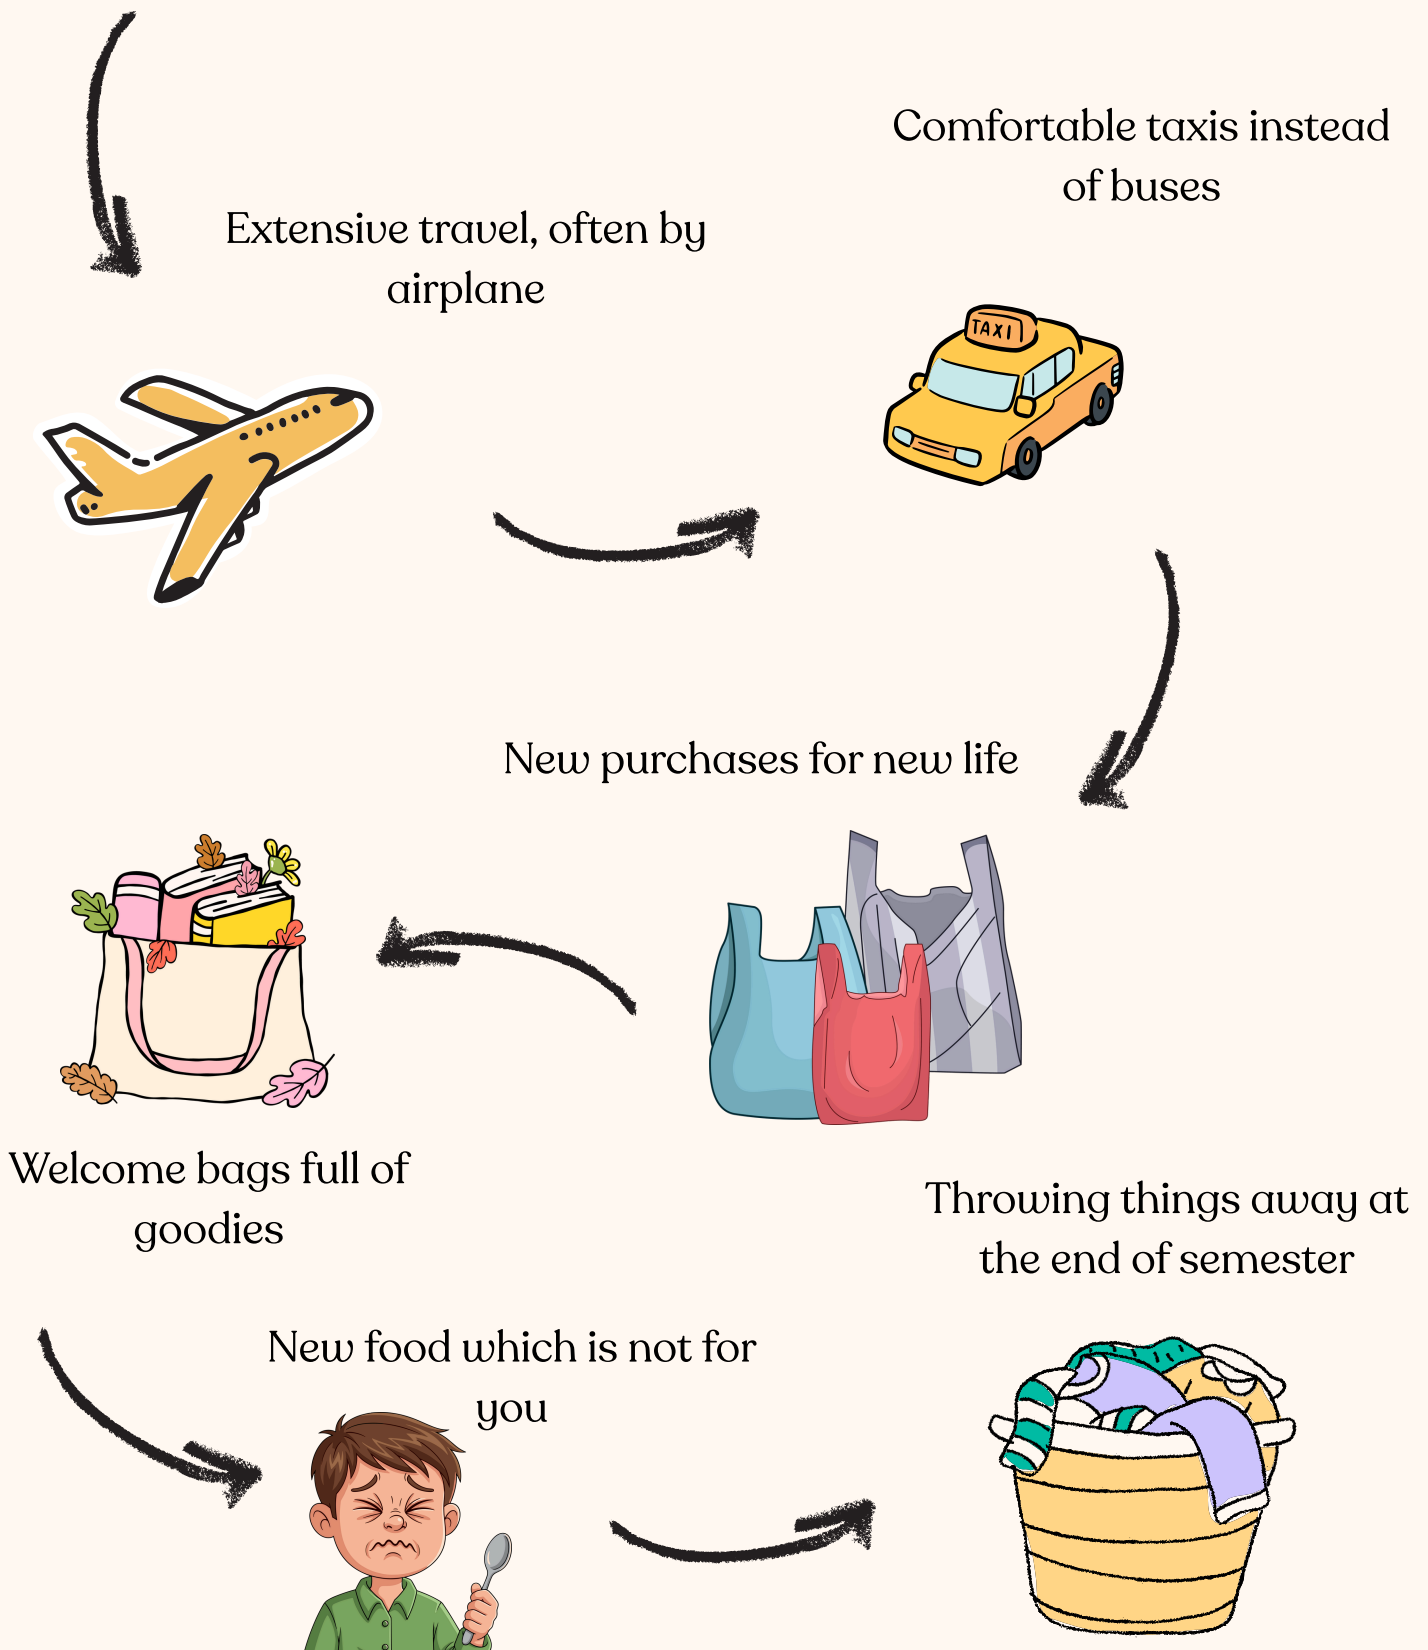 Extensive travel, often by
airplane
Comfortable taxis instead
of buses
TAXI
New purchases for new life
Welcome bags full of
goodies
New food which is not for
you
Throwing things away at
the end of semester